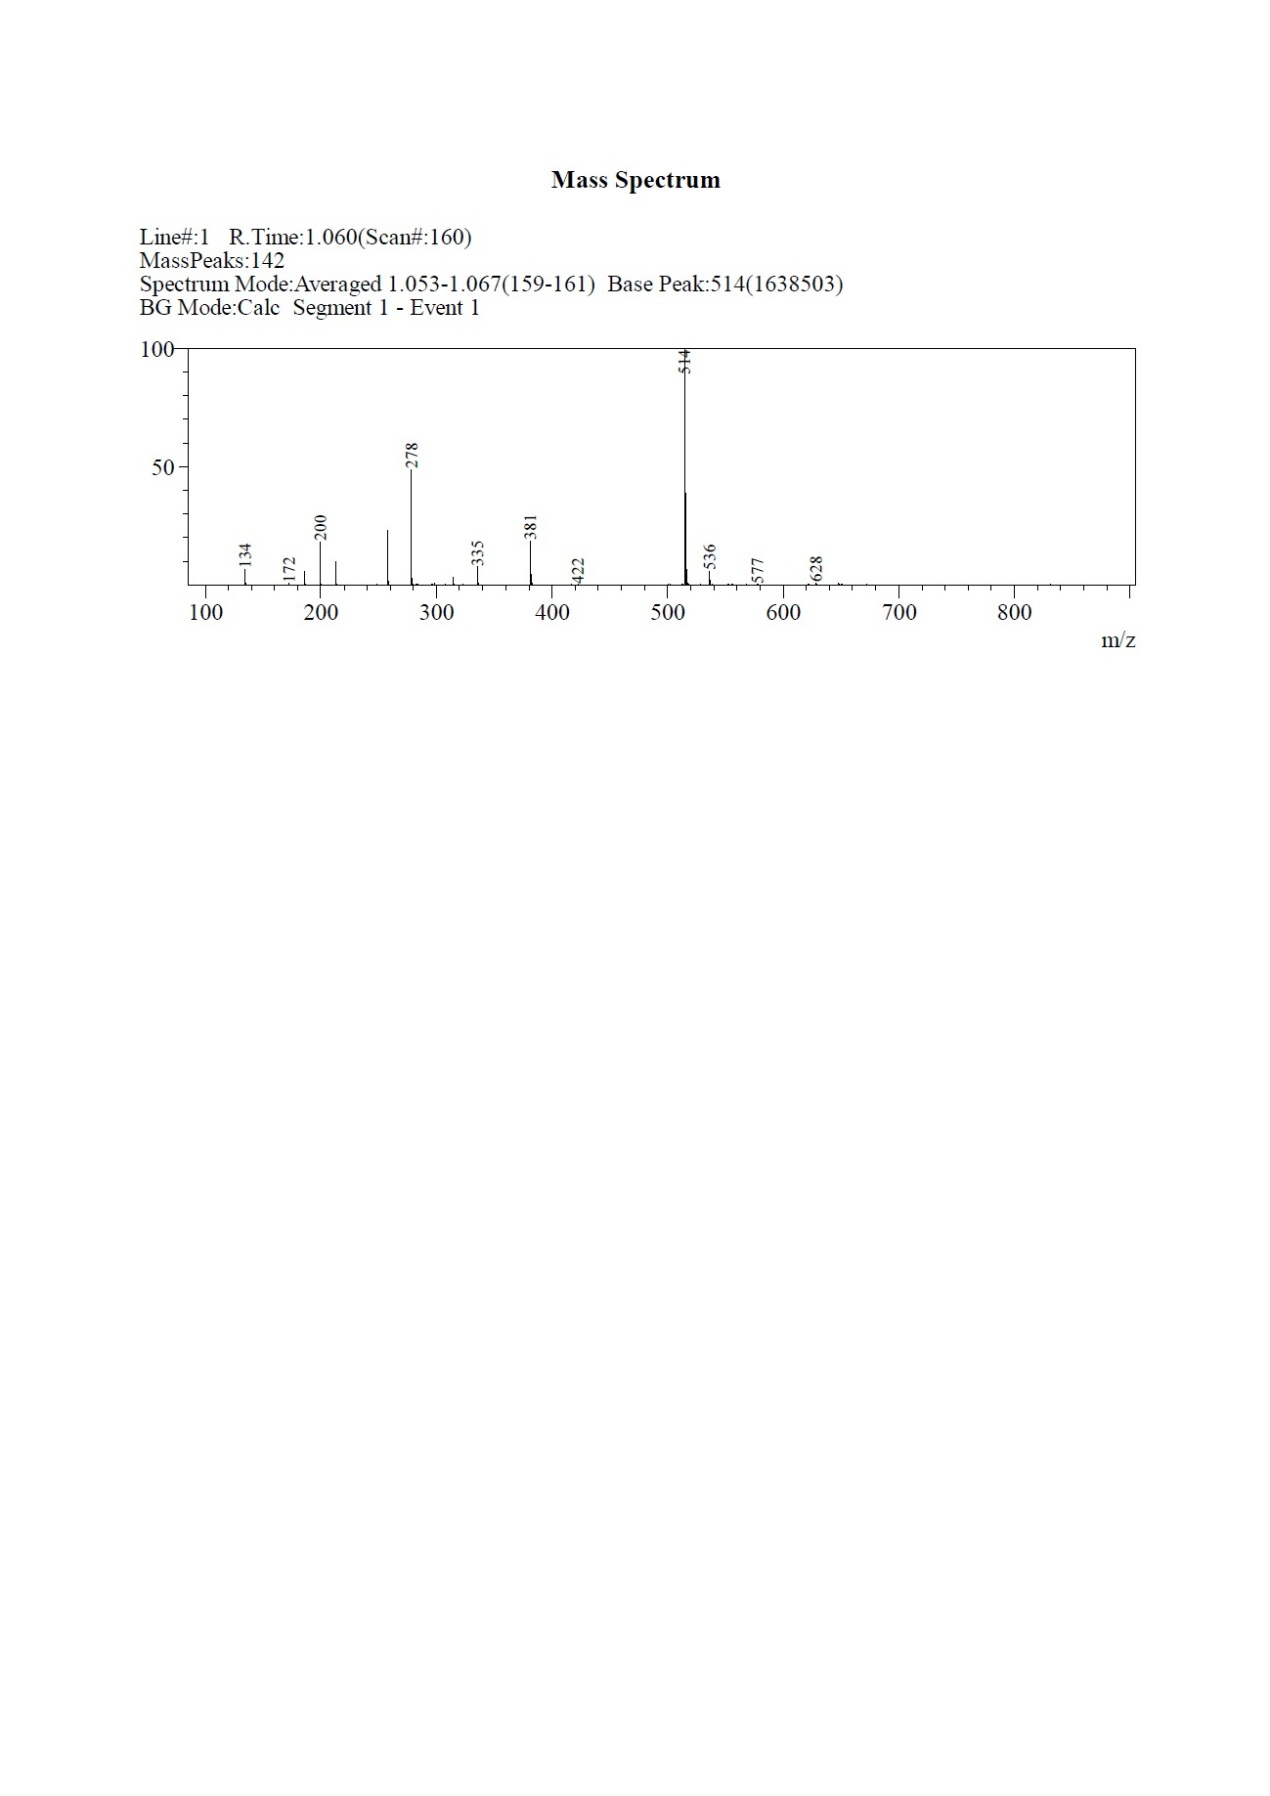 Mass Spectrum
Line#:1 R.Time:1.060(Scan#:160)
MassPeaks:142
Spectrum Mode:Averaged 1.053-1.067(159-161) Base Peak:514(1638503)
BG Mode:Calc Segment 1 - Event 1
100
514
50
278
200
381
134
335
536
172
422
577
628
100 200 300 400 500 600 700 800
m/z